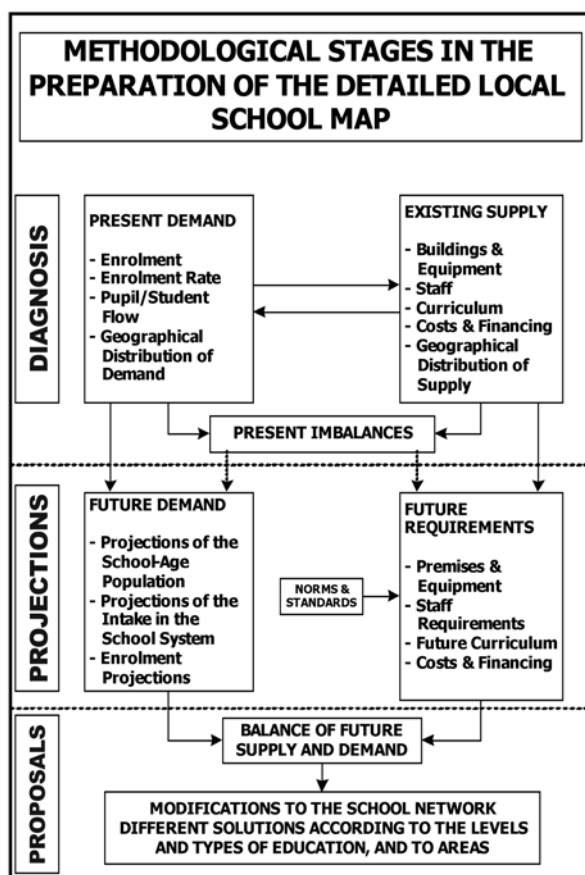 METHODOLOGICAL STAGES IN THE
PREPARATION OF THE DETAILED LOCAL
SCHOOL MAP
DIAGNOSIS
PRESENT DEMAND
- Enrolment
- Enrolment Rate
- Pupil/Student
Flow
- Geographical
Distribution of
Demand
EXISTING SUPPLY
- Buildings &
Equipment
- Staff
- Curriculum
- Costs & Financing
- Geographical
Distribution of
Supply
PRESENT IMBALANCES
PROJECTIONS
FUTURE DEMAND
- Projections of the
School-Age
Population
- Projections of the
Intake in the
School System
- Enrolment
Projections
NORMS &
STANDARDS
FUTURE
REQUIREMENTS
- Premises &
Equipment
- Staff
Requirements
- Future Curriculum
- Costs & Financing
PROPOSALS
BALANCE OF FUTURE
SUPPLY AND DEMAND
MODIFICATIONS TO THE SCHOOL NETWORK
DIFFERENT SOLUTIONS ACCORDING TO THE LEVELS
AND TYPES OF EDUCATION, AND TO AREAS